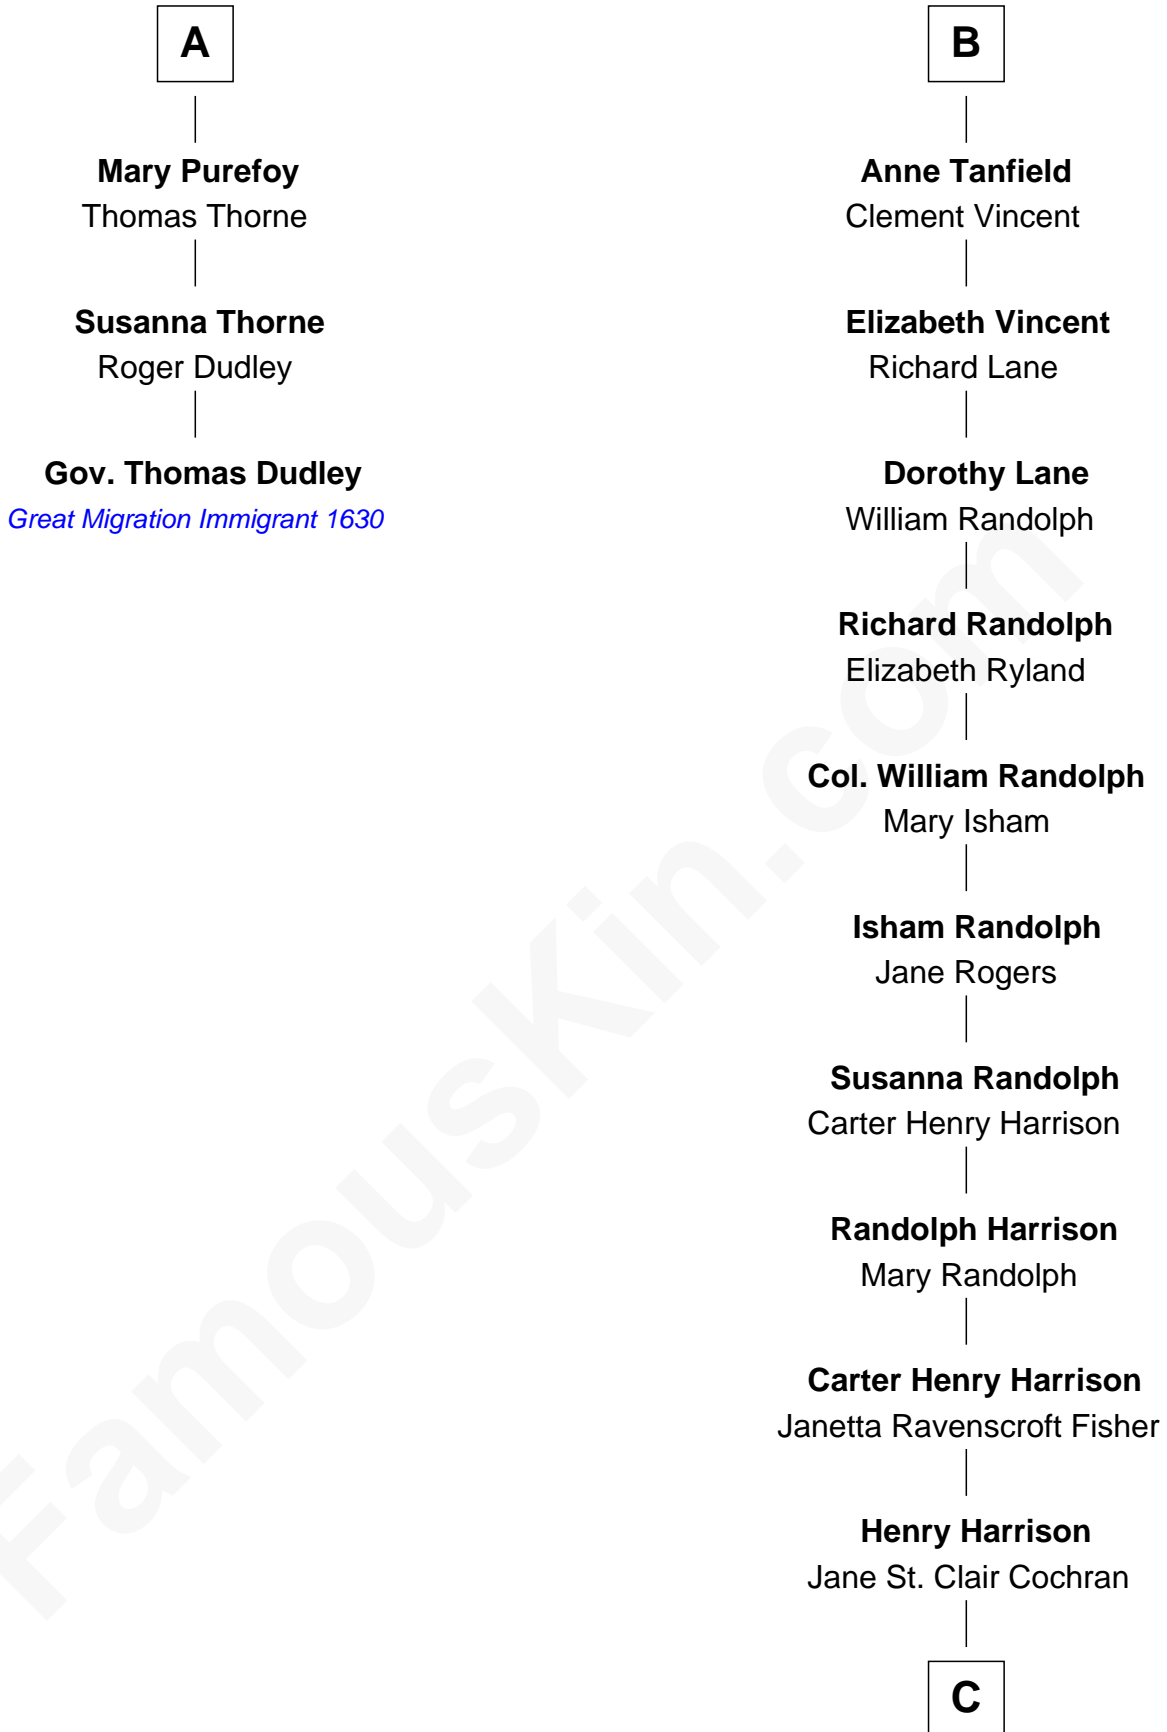 A
Mary Purefoy
Thomas Thorne
Susanna Thorne
Roger Dudley
Gov. Thomas Dudley
Great Migration Immigrant 1630
B
Anne Tanfield
Clement Vincent
Elizabeth Vincent
Richard Lane
Dorothy Lane
William Randolph
Richard Randolph
Elizabeth Ryland
Col. William Randolph
Mary Isham
Isham Randolph
Jane Rogers
Susanna Randolph
Carter Henry Harrison
Randolph Harrison
Mary Randolph
Carter Henry Harrison
Janetta Ravenscroft Fisher
Henry Harrison
Jane St. Clair Cochran
C
FamousKin.com